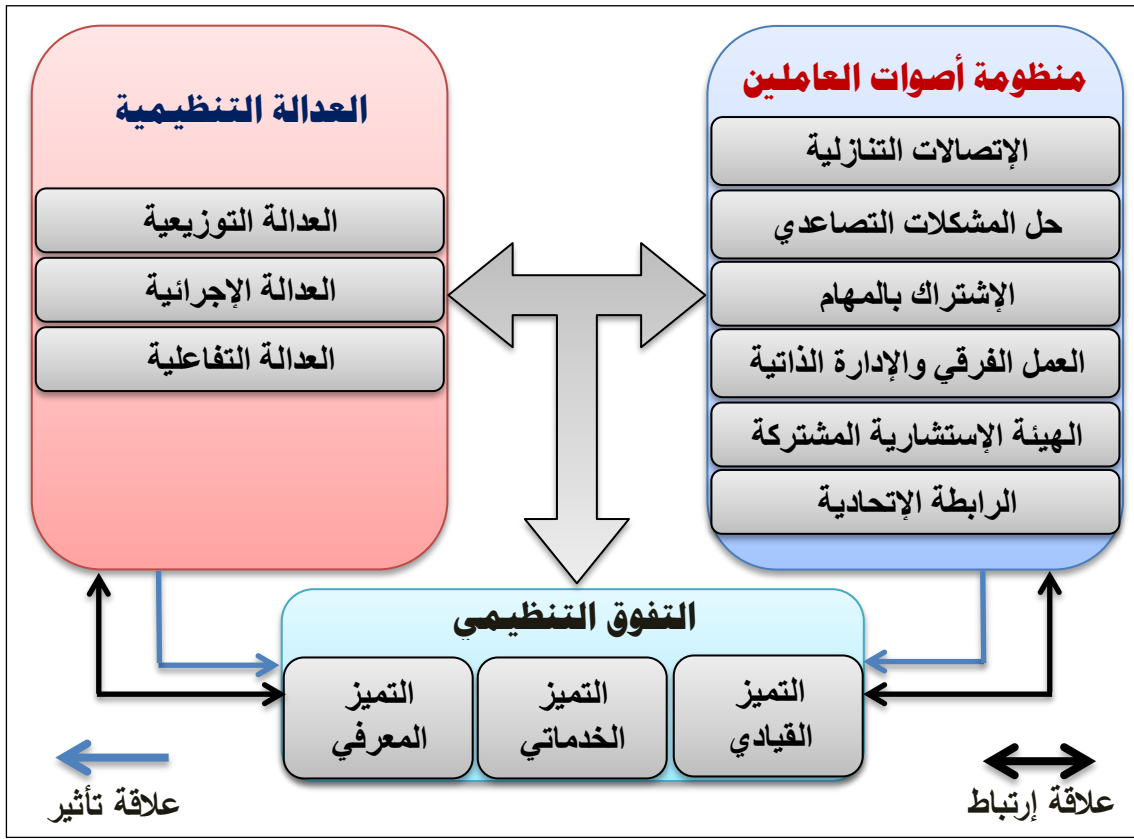 منظومة أصوات العاملين
الإتصالات التنازلية
حل المشكلات التصاعدي
الإشتراك بالمهام
العمل الفرقي والإدارة الذاتية
الهيئة الإستشارية المشتركة
الرابطة الإتحادية
العدالة التنظيمية
العدالة التوزيعية
العدالة الإجرائية
العدالة التفاعلية
التفوق التنظيمي
التميز
القيادي
التميز
الخدماتي
التميز
المعرفي
علاقة إرتباط
علاقة تأثير